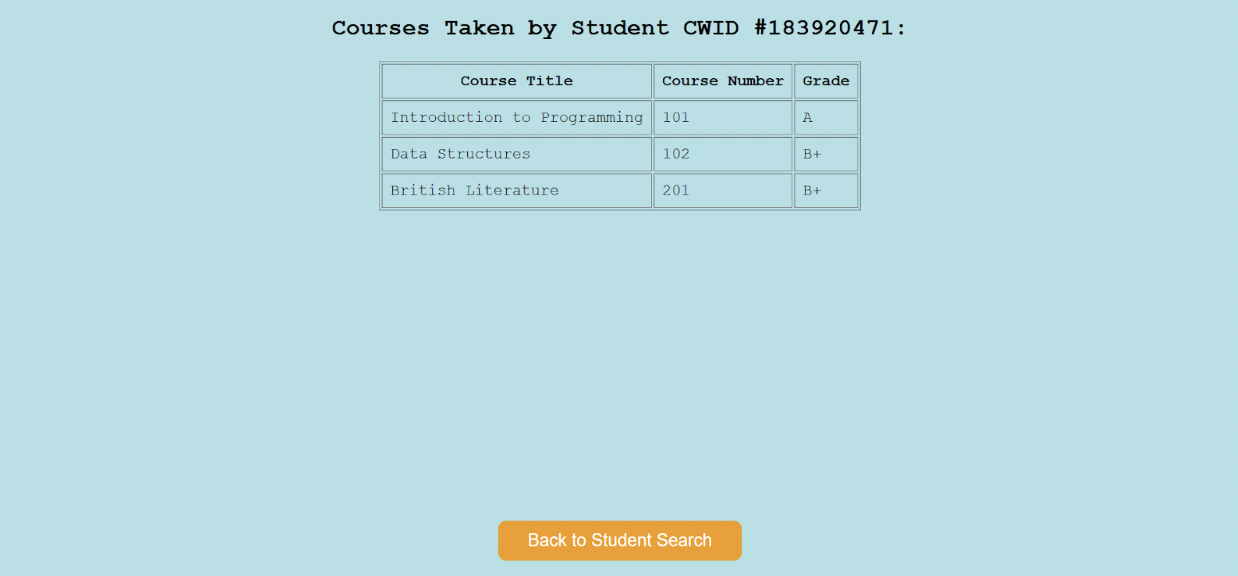 Courses Taken by Student CWID #183920471:
Course Title Course Number Grade
Introduction to Programming 101 A
Data Structures 102 B+
British Literature 201 B+
Back to Student Search